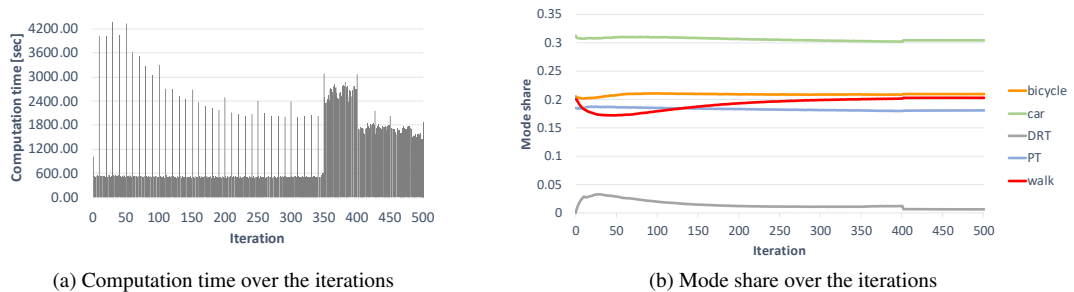 Computation time [sec]
4200.00
3600.00
3000.00
2400.00
1800.00
1200.00
600.00
0.00
0 50 100 150 200 250 300 350 400 450 500
Iteration
(a) Computation time over the iterations
Mode share
0.35
0.3
0.25
0.2
0.15
0.1
0.05
0
0 50 100 150 200 250 300 350 400 450 500
Iteration
bicycle
car
DRT
PT
walk
(b) Mode share over the iterations